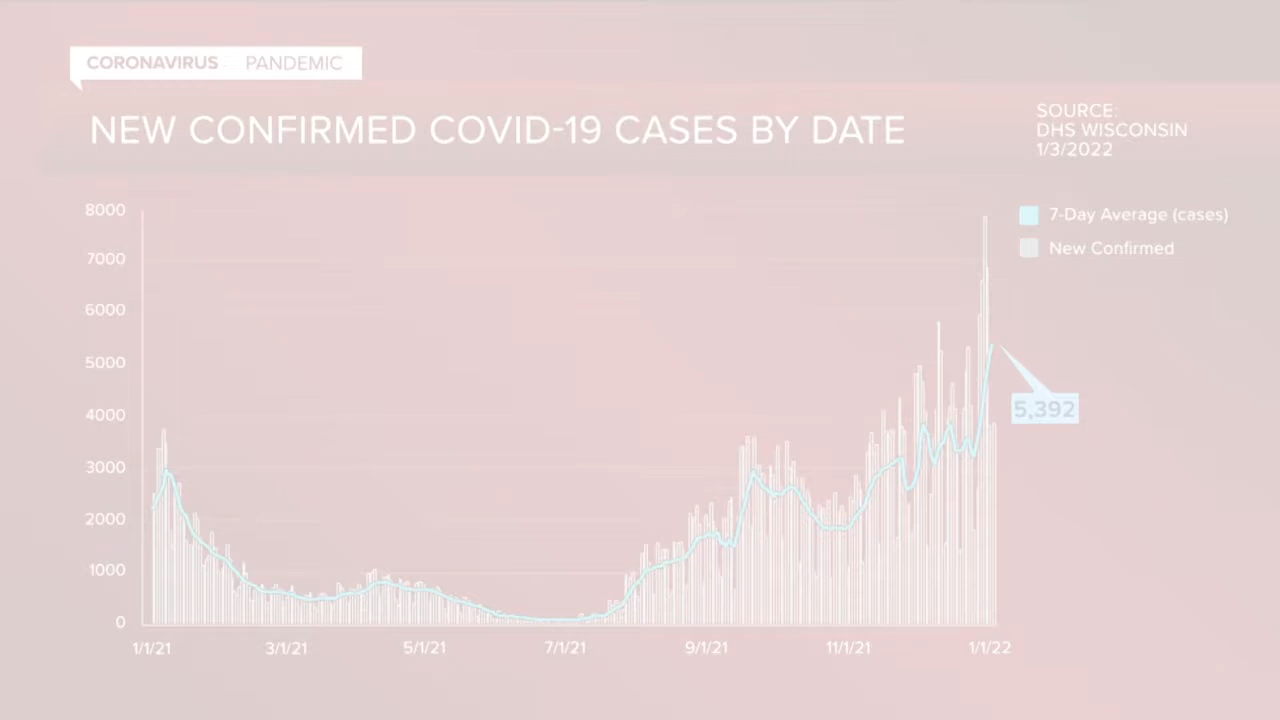 CORONAVIRUS PANDEMIC
NEW CONFIRMED COVID-19 CASES BY DATE
SOURCE:
DHS WISCONSIN
1/3/2022
7-Day Average (cases)
New Confirmed
8000
7000
6000
5000
4000
3000
2000
1000
0
5,392
1/1/21 3/1/21 5/1/21 7/1/21 9/1/21 11/1/21 1/1/22